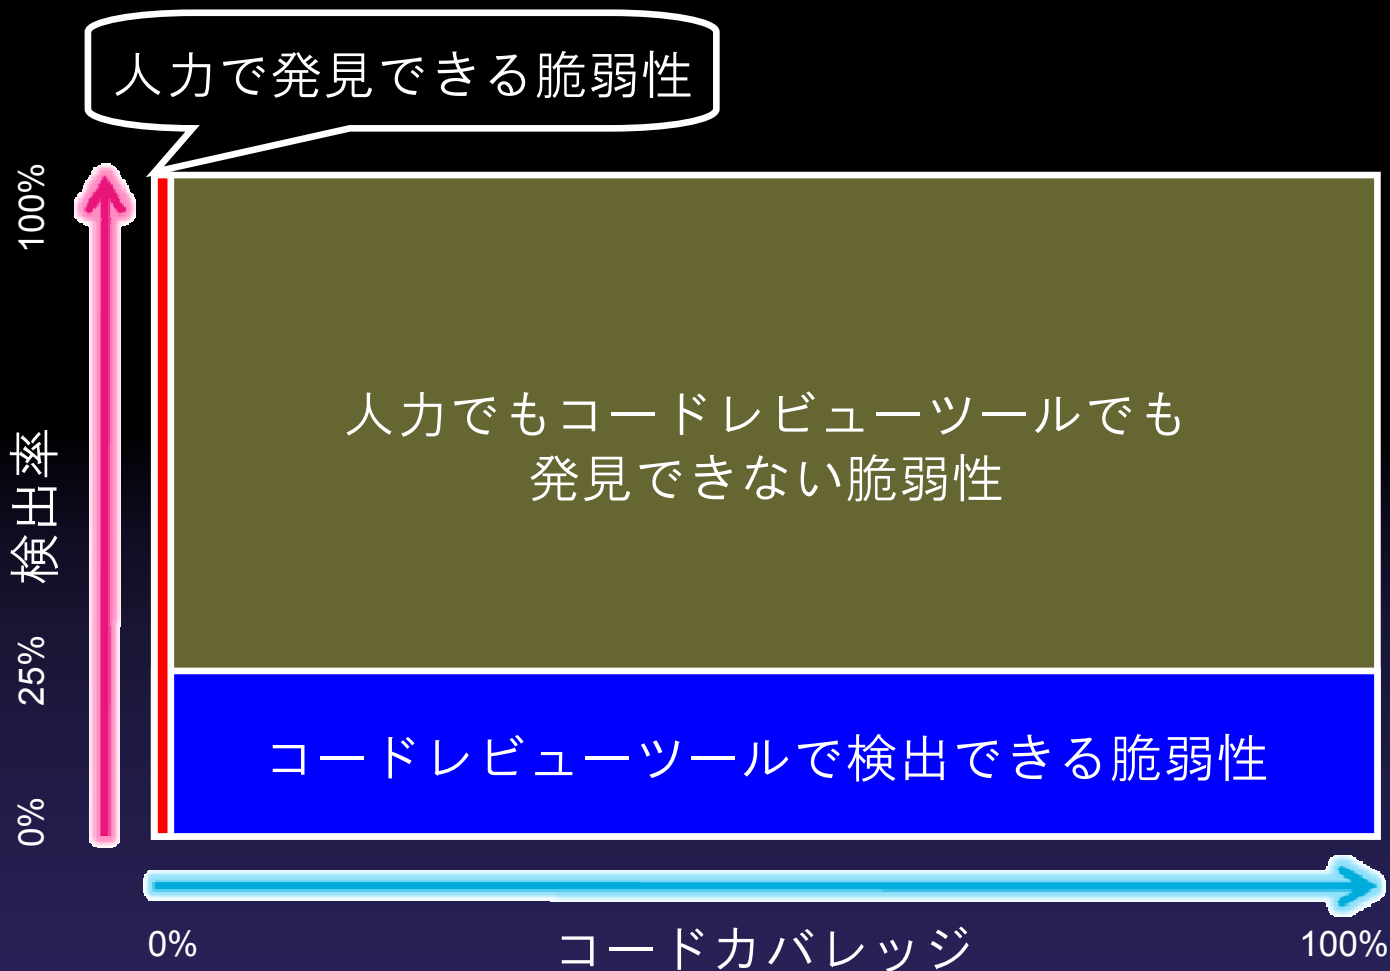 人力で発見できる脆弱性
100%
検出率
25%
0%
人力でもコードレビューツールでも
発見できない脆弱性
コードレビューツールで検出できる脆弱性
0%
コードカバレッジ
100%